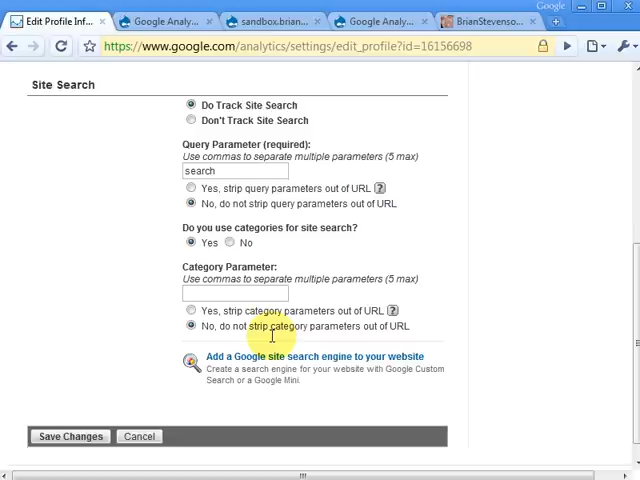 Google
Edit Profile Inf...
Google Analy...
sandbox.brian...
Google Analy...
BrianStevenso...
https://www.google.com/analytics/settings/edit_profile?id=16156698
Site Search
Do Track Site Search
Don't Track Site Search
Query Parameter (required):
Use commas to separate multiple parameters (5 max)
search
Yes, strip query parameters out of URL ?
No, do not strip query parameters out of URL
Do you use categories for site search?
Yes No
Category Parameter:
Use commas to separate multiple parameters (5 max)
Yes, strip category parameters out of URL ?
No, do not strip category parameters out of URL
Add a Google site search engine to your website
Create a search engine for your website with Google Custom
Search or a Google Mini.
Save Changes Cancel